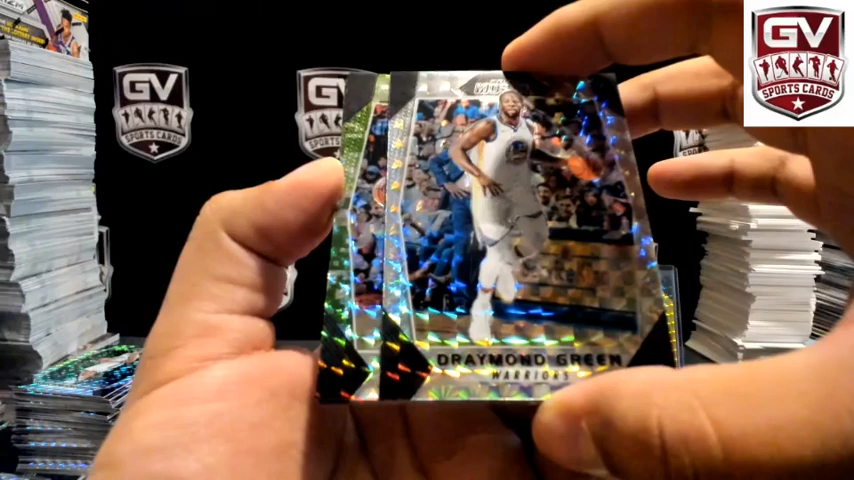 GV
SPORTS CARDS
GV
SPORTS CARDS
GV
DRAYMOND GREEN
WARRIORS